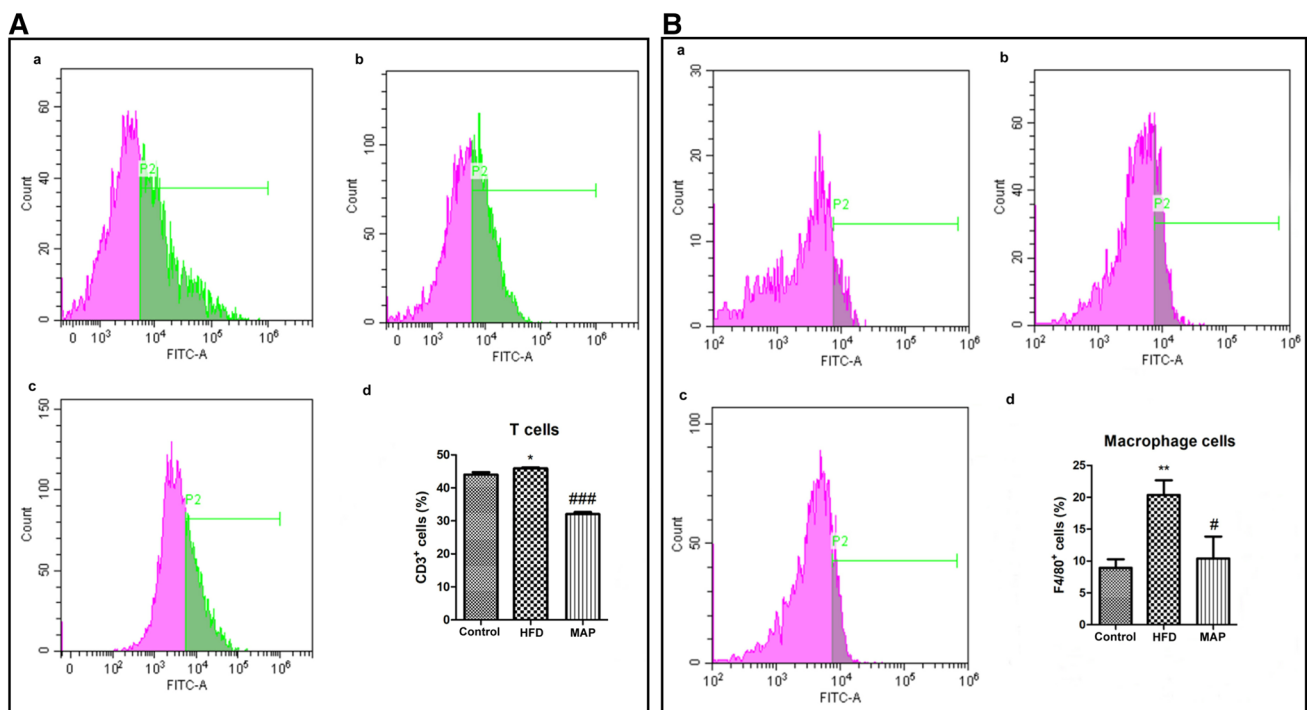 A
a
60
40
20
0
Count
P2
0 10³ 10⁴ 10⁵ 10⁶
FITC-A
b
100
50
0
Count
P2
0 10³ 10⁴ 10⁵ 10⁶
FITC-A
c
150
100
50
0
Count
P2
0 10² 10³ 10⁴ 10⁵ 10⁶
FITC-A
d
T cells
50
40
30
20
10
0
CD3⁺ cells (%)
*
###
Control HFD MAP
B
a
30
20
10
0
Count
P2
10² 10³ 10⁴ 10⁵ 10⁶
FITC-A
b
60
40
20
0
Count
P2
10² 10³ 10⁴ 10⁵ 10⁶
FITC-A
c
100
50
0
Count
P2
10² 10³ 10⁴ 10⁵ 10⁶
FITC-A
d
Macrophage cells
25
20
15
10
5
0
F4/80⁺ cells (%)
**
#
Control HFD MAP